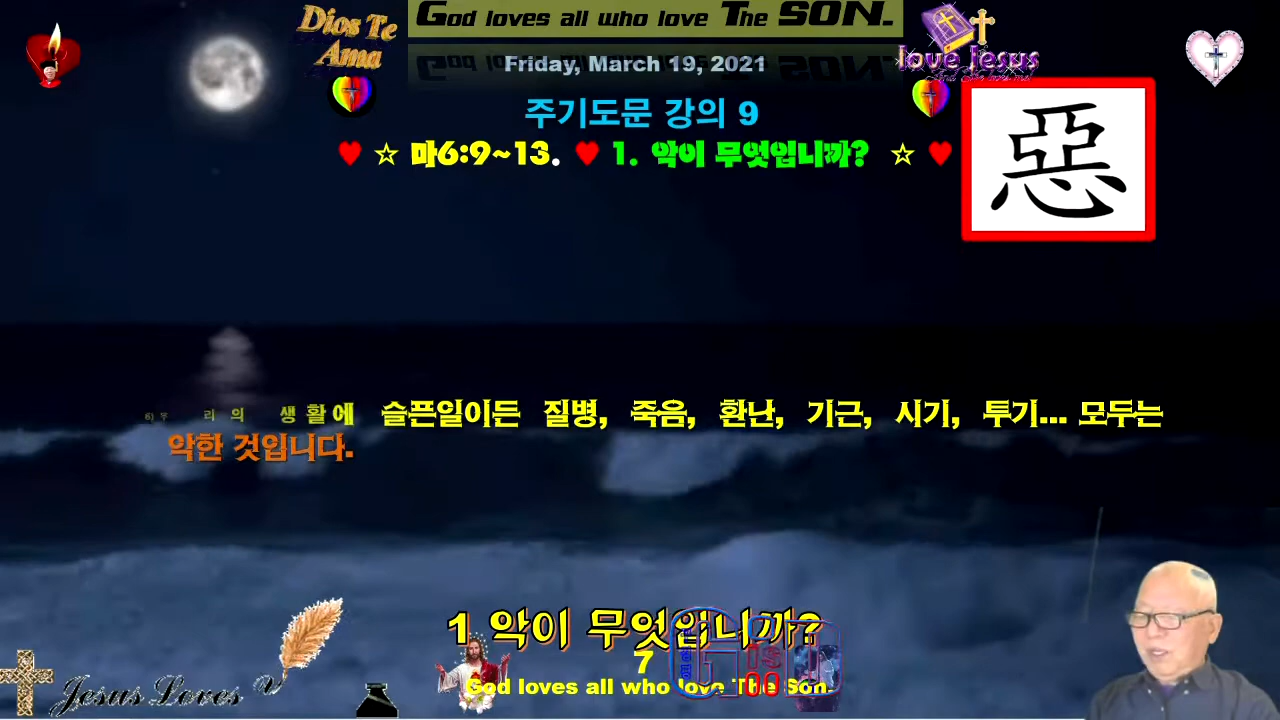 God loves all who love The SON.
Dios Te Ama
love Jesus
Friday, March 19, 2021
주기도문 강의 9
♥ ☆ 마6:9~13. ♥ 1. 악이 무엇입니까? ☆ ♥
惡
리의 생활에 슬픈일이든 질병, 죽음, 환난, 기근, 시기, 투기... 모두는
악한 것입니다.
1 악이 무엇입니까?
7
God loves all who love The Son.
Jesus Loves